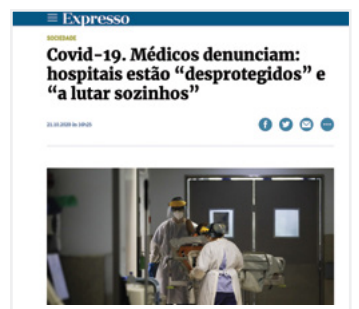 Expresso
SOCIEDADE
Covid-19. Médicos denunciam:
hospitais estão “desprotegidos” e
“a lutar sozinhos”